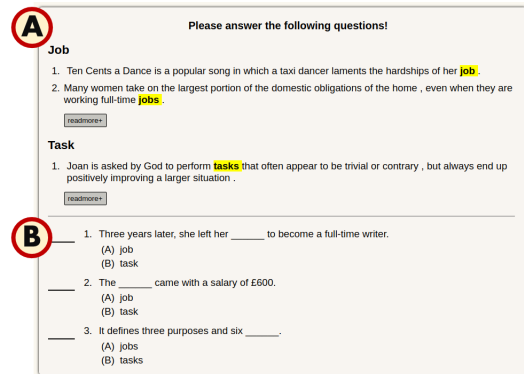 A
Please answer the following questions!
Job
1. Ten Cents a Dance is a popular song in which a taxi dancer laments the hardships of her job .
2. Many women take on the largest portion of the domestic obligations of the home , even when they are
working full-time jobs .
readmore+
Task
1. Joan is asked by God to perform tasks that often appear to be trivial or contrary , but always end up
positively improving a larger situation .
readmore+
B
_____ 1. Three years later, she left her ______ to become a full-time writer.
(A) job
(B) task
_____ 2. The ______ came with a salary of £600.
(A) job
(B) task
_____ 3. It defines three purposes and six ______.
(A) jobs
(B) tasks